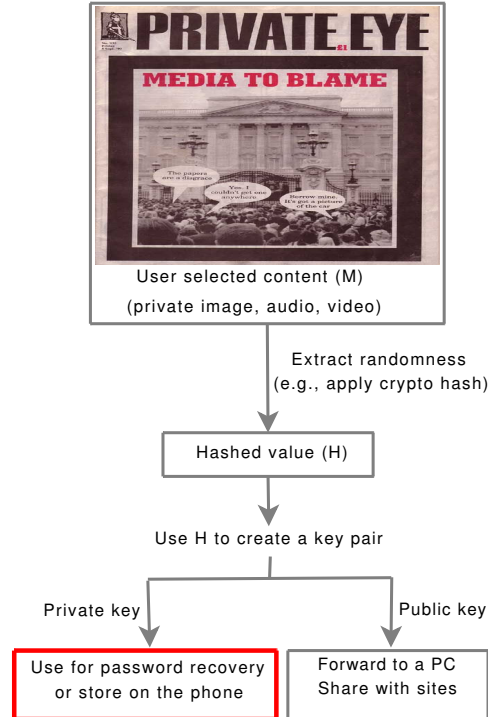 PRIVATE EYE
£1
MEDIA TO BLAME
The papers
are a disgrace
Yes. I
couldn't get one
anywhere
Borrow mine.
It's got a picture
of the car
User selected content (M)
(private image, audio, video)
Extract randomness
(e.g., apply crypto hash)
Hashed value (H)
Use H to create a key pair
Private key
Public key
Use for password recovery
or store on the phone
Forward to a PC
Share with sites